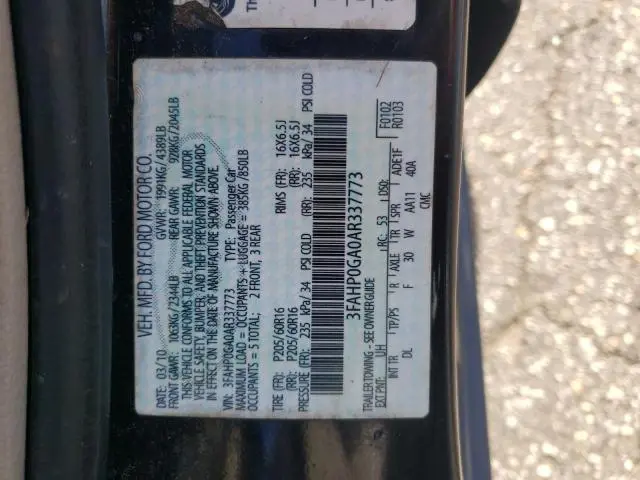 TH
VEH. MFD. BY FORD MOTOR CO.
DATE: 03/10 GVWR: 1991KG/4389LB
FRONT GAWR: 1063KG/2344LB REAR GAWR: 928KG/2045LB
THIS VEHICLE CONFORMS TO ALL APPLICABLE FEDERAL MOTOR
VEHICLE SAFETY, BUMPER, AND THEFT PREVENTION STANDARDS
IN EFFECT ON THE DATE OF MANUFACTURE SHOWN ABOVE.
VIN: 3FAHP0GA0AR337773 TYPE: Passenger Car
MAXIMUM LOAD = OCCUPANTS + LUGGAGE = 385KG /850LB
OCCUPANTS = 5 TOTAL; 2 FRONT, 3 REAR
TIRE (FR): P205/60R16 RIMS (FR): 16X6.5J
(RR): P205/60R16 (RR): 16X6.5J
PRESSURE (FR): 235 kPa/ 34 PSI COLD (RR): 235 kPa/ 34 PSI COLD
3FAHP0GA0AR337773
TRAILER TOWING - SEE OWNER GUIDE F0102
R0103
EXT PNT: UH RC: 53 DSO:
INT TR TP/PS R AXLE TR SPR ADE1F
DL F 30 W AA11 40A
CMC